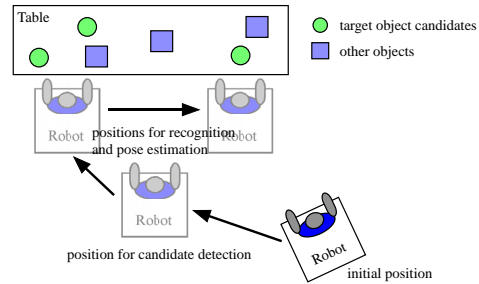 Table
target object candidates
other objects
Robot
Robot
positions for recognition
and pose estimation
Robot
Robot
position for candidate detection
initial position